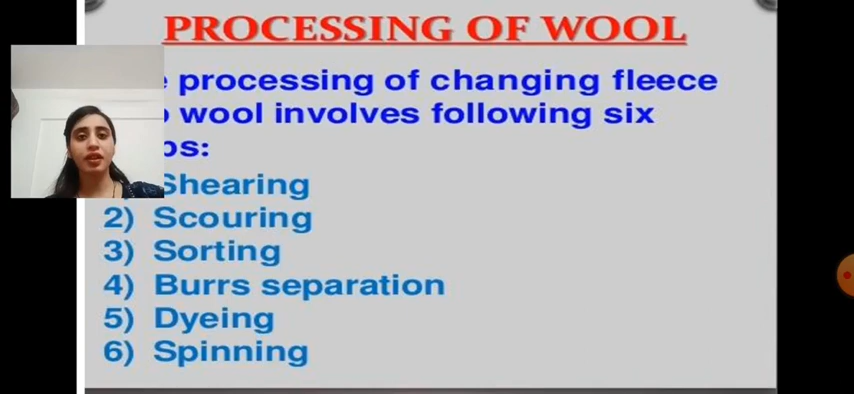 PROCESSING OF WOOL
processing of changing fleece
wool involves following six
Shearing
2) Scouring
3) Sorting
4) Burrs separation
5) Dyeing
6) Spinning